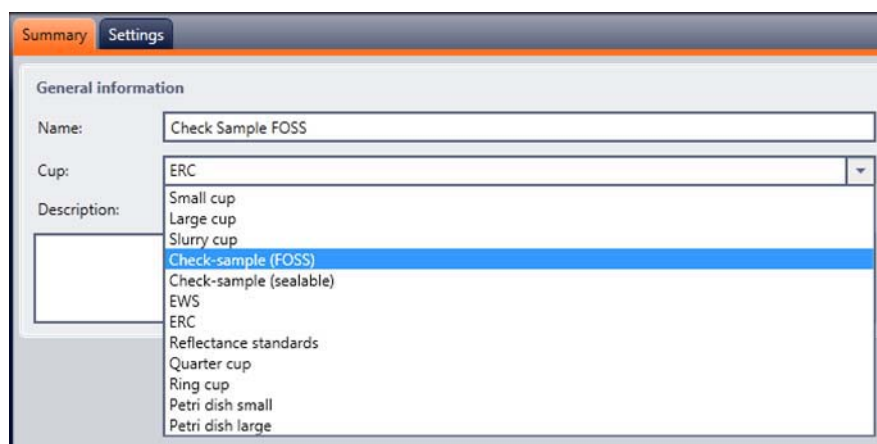 Summary Settings
General information
Name: Check Sample FOSS
Cup: ERC
Description:
Small cup
Large cup
Slurry cup
Check-sample (FOSS)
Check-sample (sealable)
EWS
ERC
Reflectance standards
Quarter cup
Ring cup
Petri dish small
Petri dish large